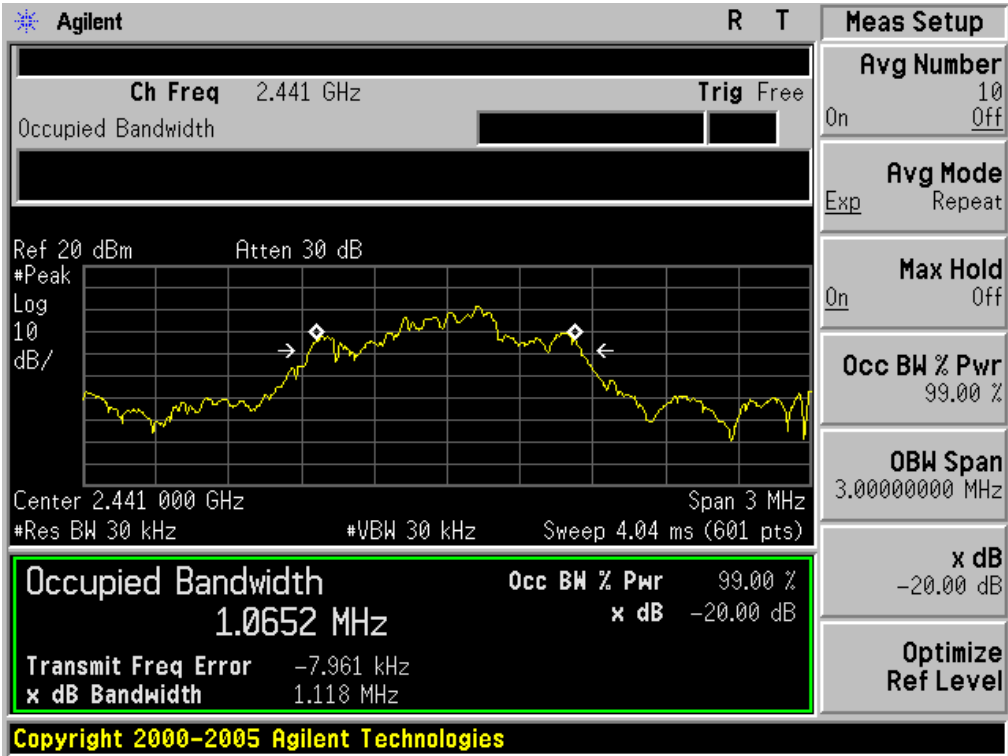 Agilent R T
Ch Freq 2.441 GHz Trig Free
Occupied Bandwidth
Ref 20 dBm Atten 30 dB
#Peak
Log
10
dB/
Center 2.441 000 GHz Span 3 MHz
#Res BW 30 kHz #VBW 30 kHz Sweep 4.04 ms (601 pts)
Occupied Bandwidth
1.0652 MHz
Occ BW % Pwr 99.00 %
x dB -20.00 dB
Transmit Freq Error -7.961 kHz
x dB Bandwidth 1.118 MHz
Copyright 2000-2005 Agilent Technologies
Meas Setup
Avg Number
10
On Off
Avg Mode
Exp Repeat
Max Hold
On Off
Occ BW % Pwr
99.00 %
OBW Span
3.00000000 MHz
x dB
-20.00 dB
Optimize
Ref Level